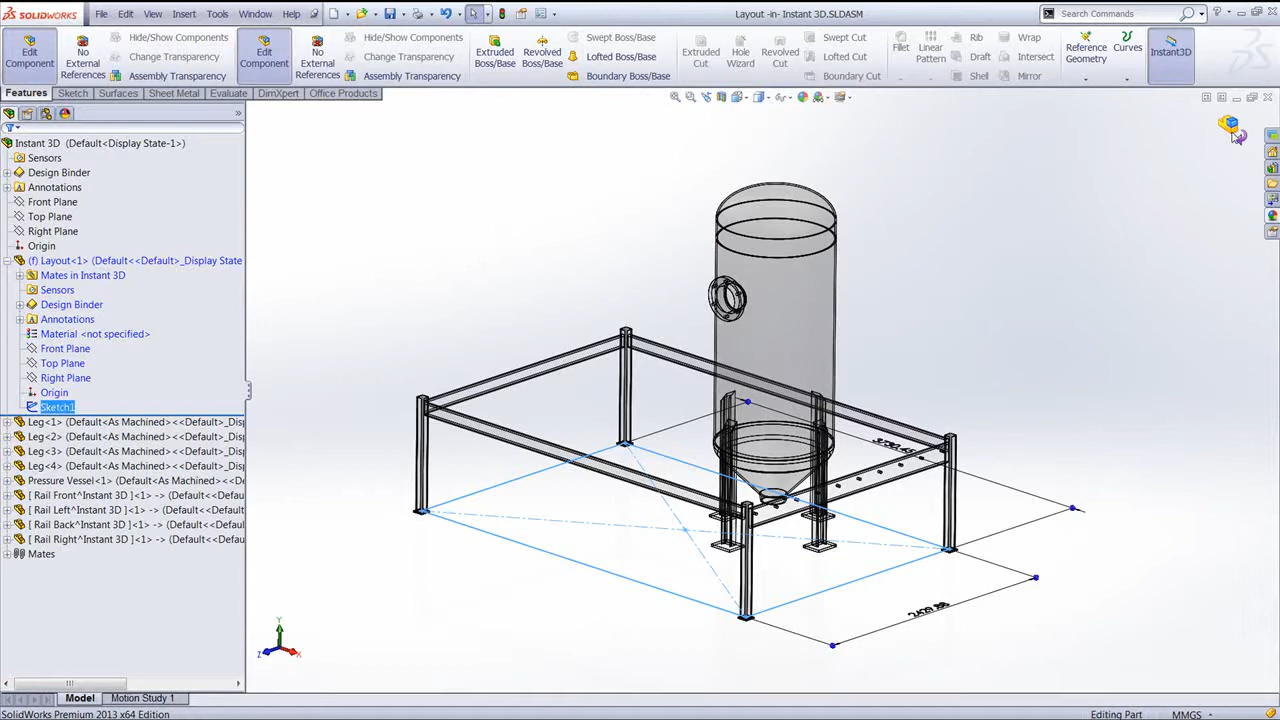 SOLIDWORKS
File Edit View Insert Tools Window Help
Layout -in- Instant 3D.SLDASM
Search Commands
Edit Component
No External References
Hide/Show Components
Change Transparency
Assembly Transparency
Edit Component
No External References
Hide/Show Components
Change Transparency
Assembly Transparency
Extruded Boss/Base
Revolved Boss/Base
Swept Boss/Base
Lofted Boss/Base
Boundary Boss/Base
Extruded Cut
Hole Wizard
Revolved Cut
Swept Cut
Lofted Cut
Boundary Cut
Fillet
Linear Pattern
Rib
Draft
Shell
Wrap
Intersect
Mirror
Reference Geometry
Curves
Instant3D
Features Sketch Surfaces Sheet Metal Evaluate DimXpert Office Products
Instant 3D (Default<Display State-1>)
Sensors
Design Binder
Annotations
Front Plane
Top Plane
Right Plane
Origin
(f) Layout<1> (Default<<Default>_Display State
Mates in Instant 3D
Sensors
Design Binder
Annotations
Material <not specified>
Front Plane
Top Plane
Right Plane
Origin
Sketch1
Leg<1> (Default<As Machined><<Default>_Disp
Leg<2> (Default<As Machined><<Default>_Disp
Leg<3> (Default<As Machined><<Default>_Disp
Leg<4> (Default<As Machined><<Default>_Disp
Pressure Vessel<1> (Default<As Machined><<De
[ Rail Front^Instant 3D ]<1> -> (Default<<Defau
[ Rail Left^Instant 3D ]<1> -> (Default<<Default
[ Rail Back^Instant 3D ]<1> -> (Default<<Defaul
[ Rail Right^Instant 3D ]<1> -> (Default<<Defau
Mates
Y
Z
X
Model Motion Study 1
SolidWorks Premium 2013 x64 Edition
Editing Part
MMGS